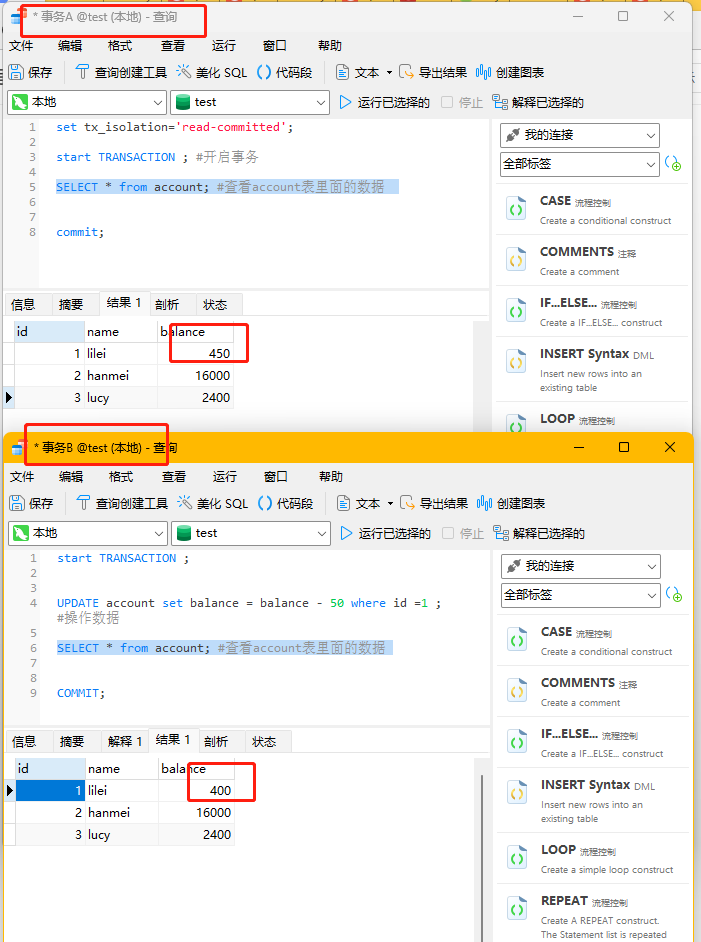 * 事务A @test (本地) - 查询
文件 编辑 格式 查看 运行 窗口 帮助
保存 查询创建工具 美化 SQL () 代码段 文本 导出结果 创建图表
本地 test 运行已选择的 停止 解释已选择的
1 set tx_isolation='read-committed';
2
3 start TRANSACTION ; #开启事务
4
5 SELECT * from account; #查看account表里面的数据
6
7
8 commit;
我的连接
全部标签
CASE 流程控制
Create a conditional construct
COMMENTS 注释
Create a comment
IF...ELSE... 流程控制
Create a IF...ELSE... construct
INSERT Syntax DML
Insert new rows into an
existing table
LOOP 流程控制
信息 摘要 结果 1 剖析 状态
id name balance
1 lilei 450
2 hanmei 16000
3 lucy 2400
* 事务B @test (本地) - 查询
文件 编辑 格式 查看 运行 窗口 帮助
保存 查询创建工具 美化 SQL () 代码段 文本 导出结果 创建图表
本地 test 运行已选择的 停止 解释已选择的
1 start TRANSACTION ;
2
3
4 UPDATE account set balance = balance - 50 where id =1 ;
#操作数据
5
6 SELECT * from account; #查看account表里面的数据
7
8
9 COMMIT;
我的连接
全部标签
CASE 流程控制
Create a conditional construct
COMMENTS 注释
Create a comment
IF...ELSE... 流程控制
Create a IF...ELSE... construct
INSERT Syntax DML
Insert new rows into an
existing table
LOOP 流程控制
Create a simple loop construct
REPEAT 流程控制
Create A REPEAT construct.
The Statement list is repeated
信息 摘要 解释 1 结果 1 剖析 状态
id name balance
1 lilei 400
2 hanmei 16000
3 lucy 2400